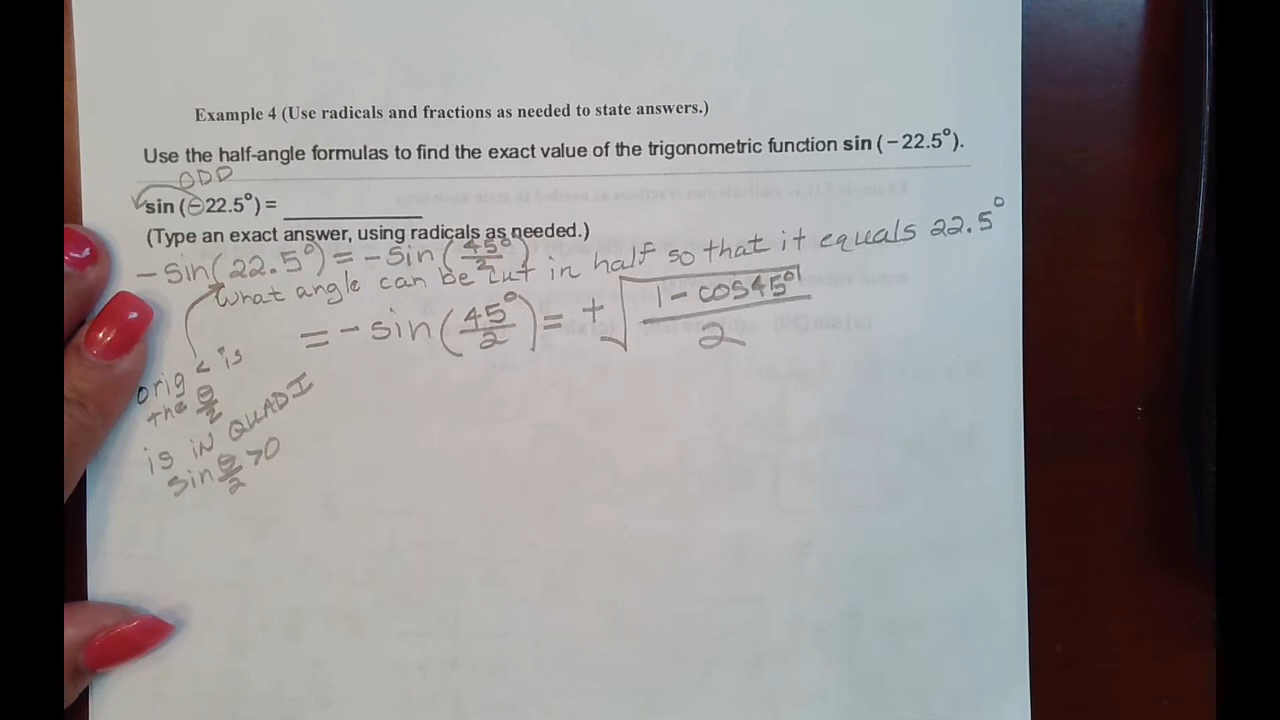 Example 4 (Use radicals and fractions as needed to state answers.)
Use the half-angle formulas to find the exact value of the trigonometric function sin (−22.5°).
ODD
sin (−22.5°) =
(Type an exact answer, using radicals as needed.)
−sin(22.5°) = −sin(45°/2)
What angle can be cut in half so that it equals 22.5°
= −sin(45°/2) = +√((1 − cos45°)/2)
orig < is
the θ/2
is in QUAD I
sin θ/2 >0